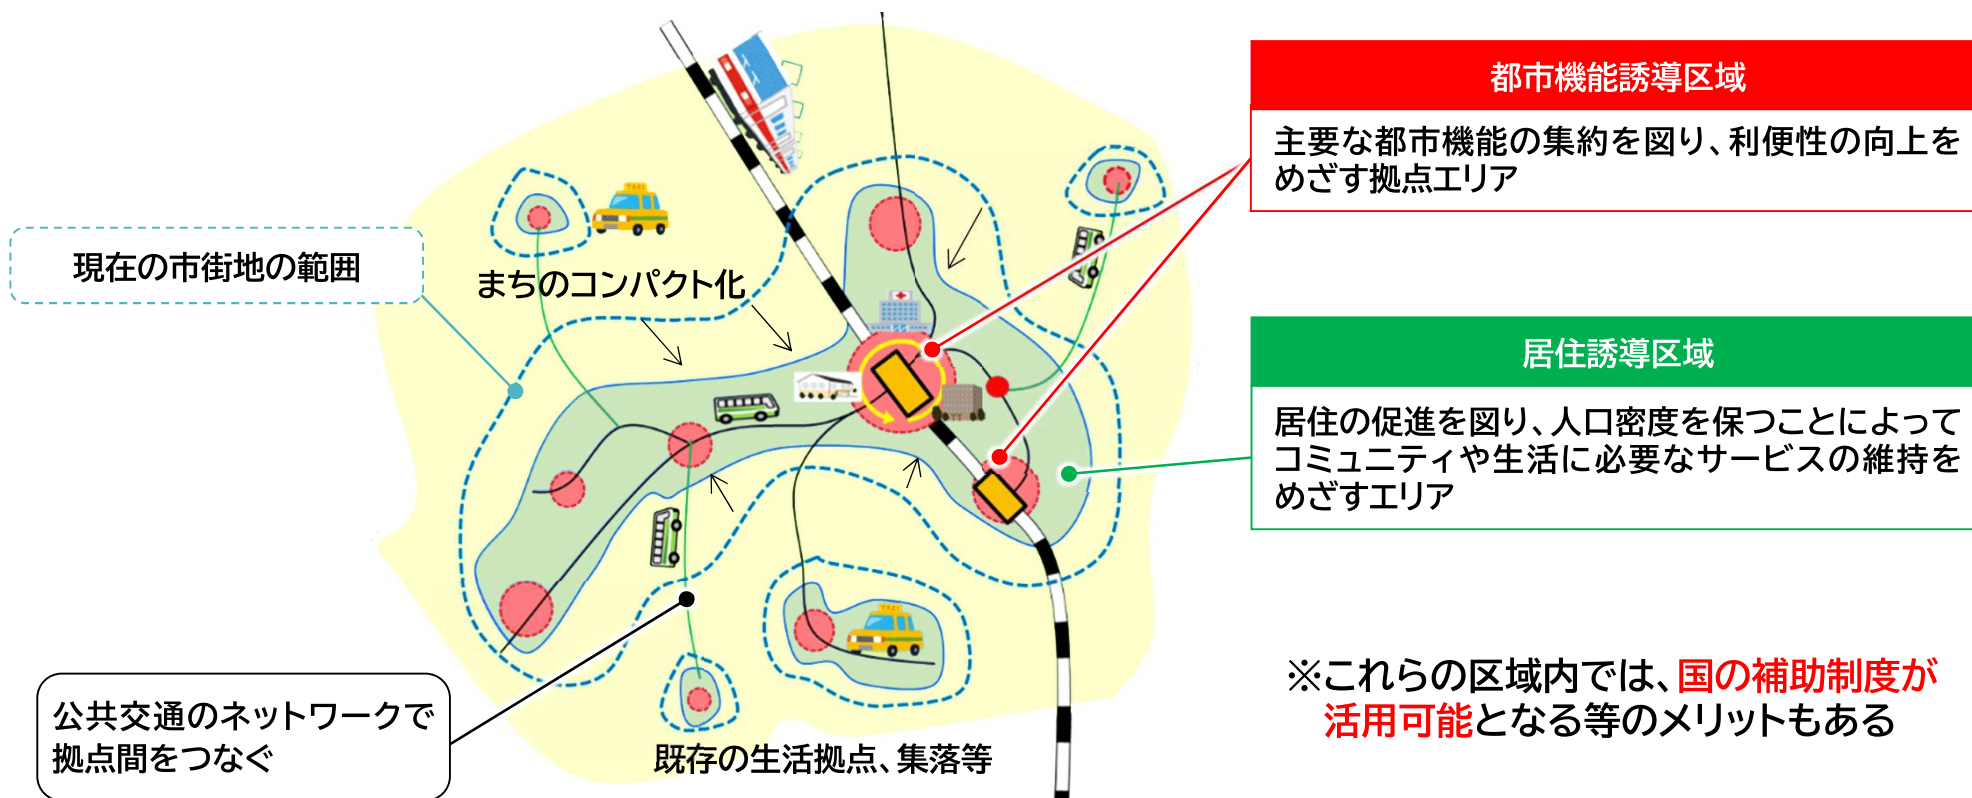 都市機能誘導区域
主要な都市機能の集約を図り、利便性の向上を
めざす拠点エリア
現在の市街地の範囲
まちのコンパクト化
居住誘導区域
居住の促進を図り、人口密度を保つことによって
コミュニティや生活に必要なサービスの維持を
めざすエリア
公共交通のネットワークで
拠点間をつなぐ
既存の生活拠点、集落等
※これらの区域内では、国の補助制度が
活用可能となる等のメリットもある
TAXI
TAXI